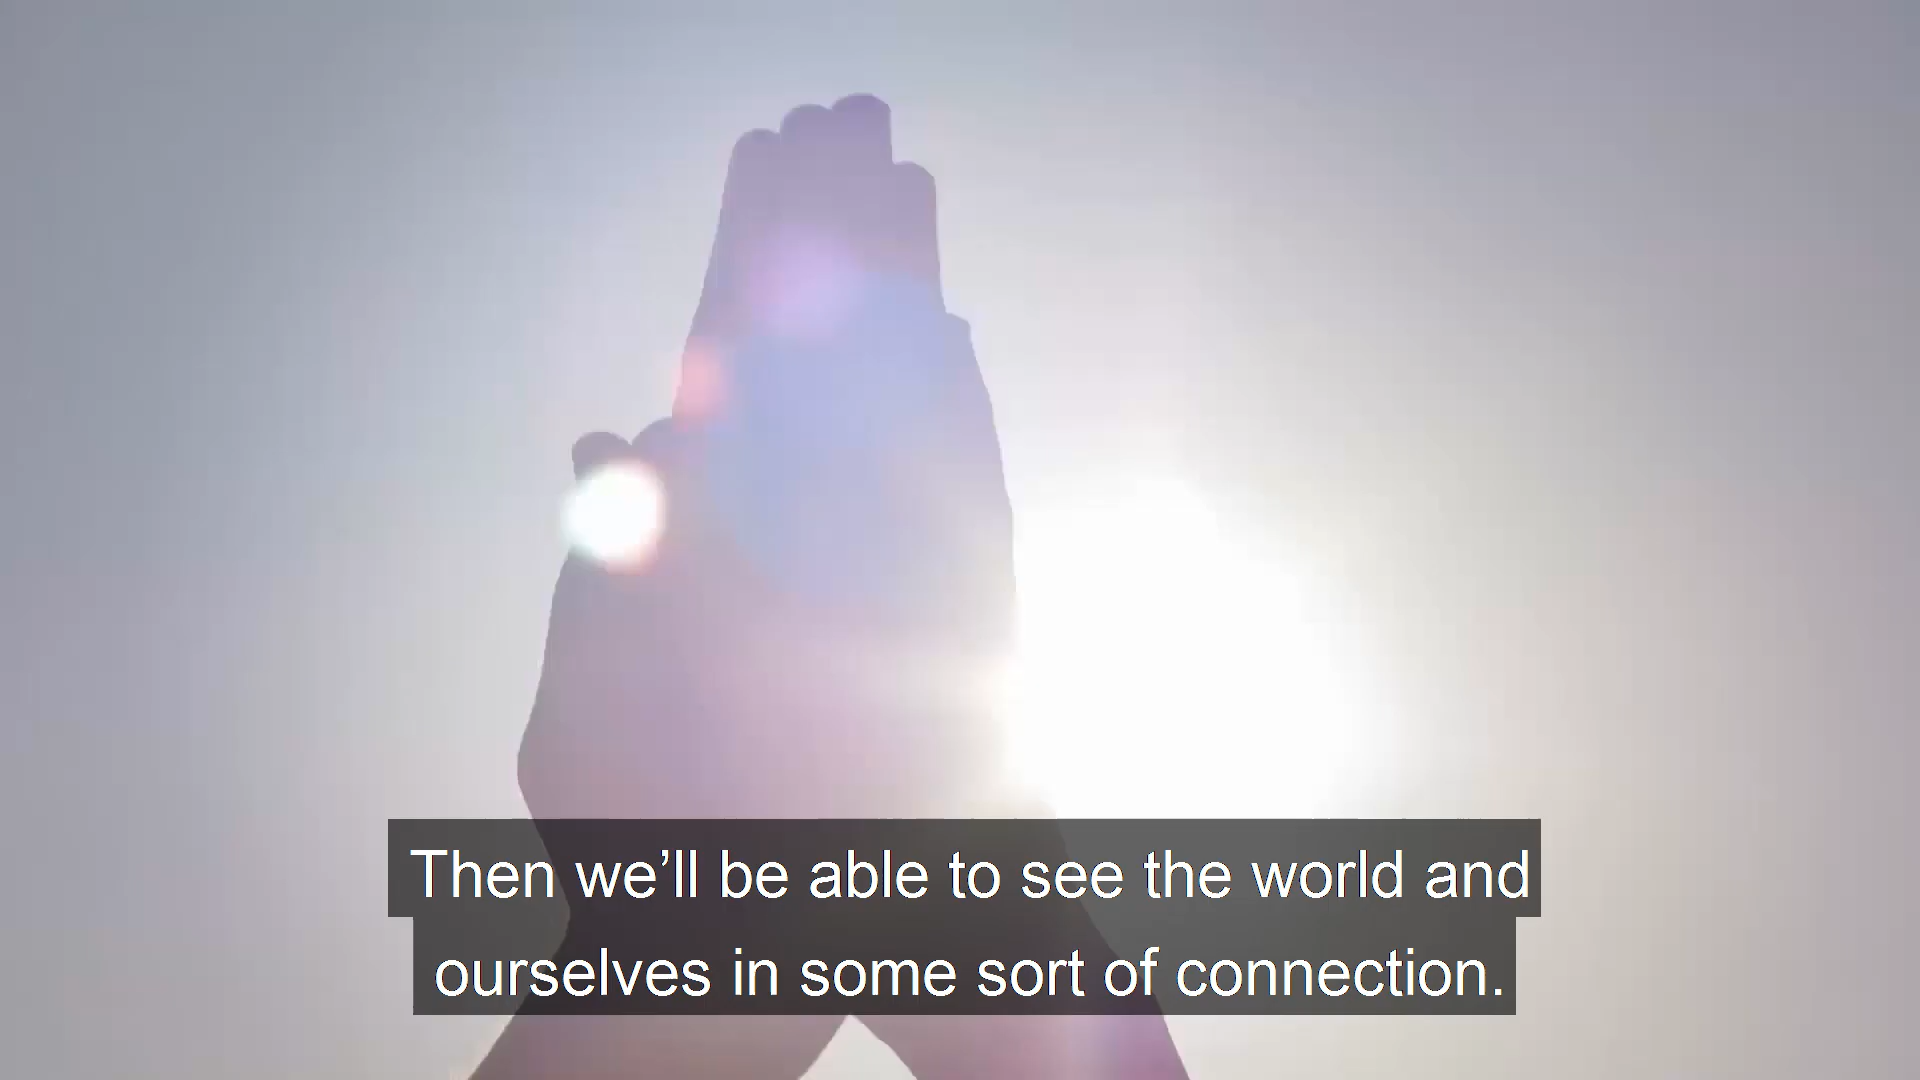 Then we’ll be able to see the world and
ourselves in some sort of connection.